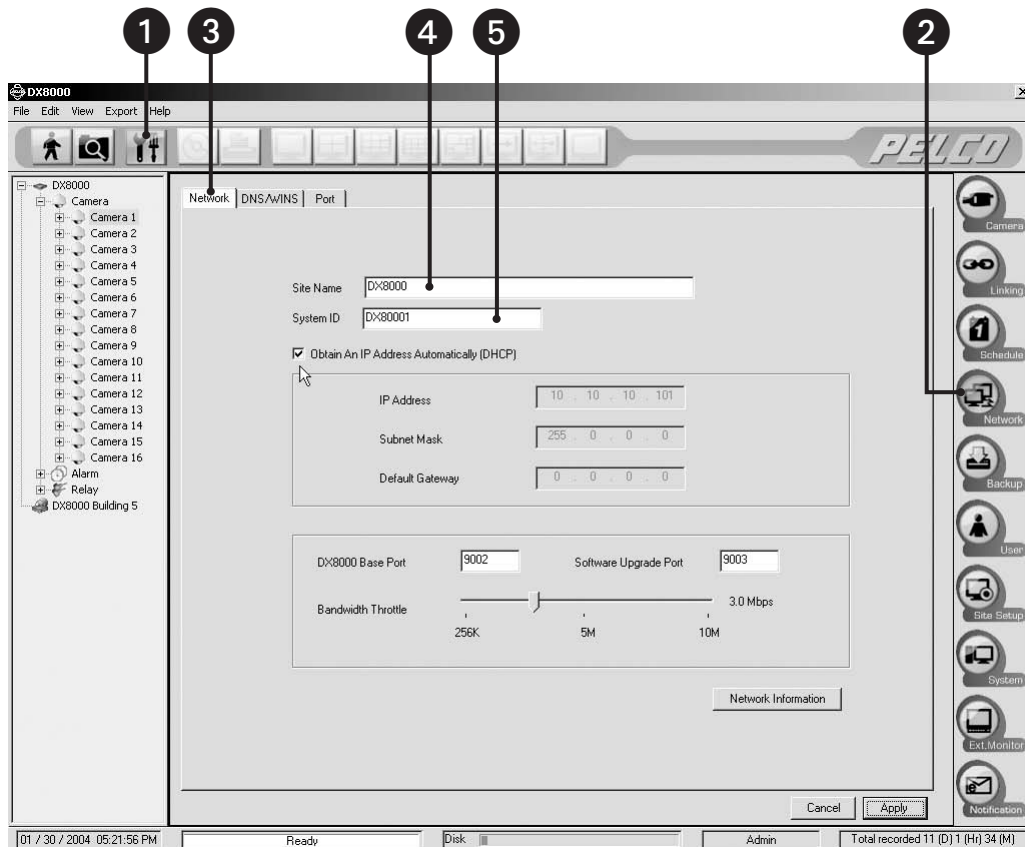 1 3 4 5 2
DX8000
File Edit View Export Help
PELCO
DX8000
Camera
Camera 1
Camera 2
Camera 3
Camera 4
Camera 5
Camera 6
Camera 7
Camera 8
Camera 9
Camera 10
Camera 11
Camera 12
Camera 13
Camera 14
Camera 15
Camera 16
Alarm
Relay
DX8000 Building 5
Network DNS/WINS Port
Site Name DX8000
System ID DX80001
Obtain An IP Address Automatically (DHCP)
IP Address 10 . 10 . 10 . 101
Subnet Mask 255 . 0 . 0 . 0
Default Gateway 0 . 0 . 0 . 0
DX8000 Base Port 9002 Software Upgrade Port 9003
Bandwidth Throttle 3.0 Mbps
256K 5M 10M
Network Information
Cancel Apply
Camera
Linking
1
Schedule
Network
Backup
User
Site Setup
System
Ext.Monitor
e
Notification
01 / 30 / 2004 05:21:56 PM Ready Disk Admin Total recorded 11 (D) 1 (Hr) 34 (M)